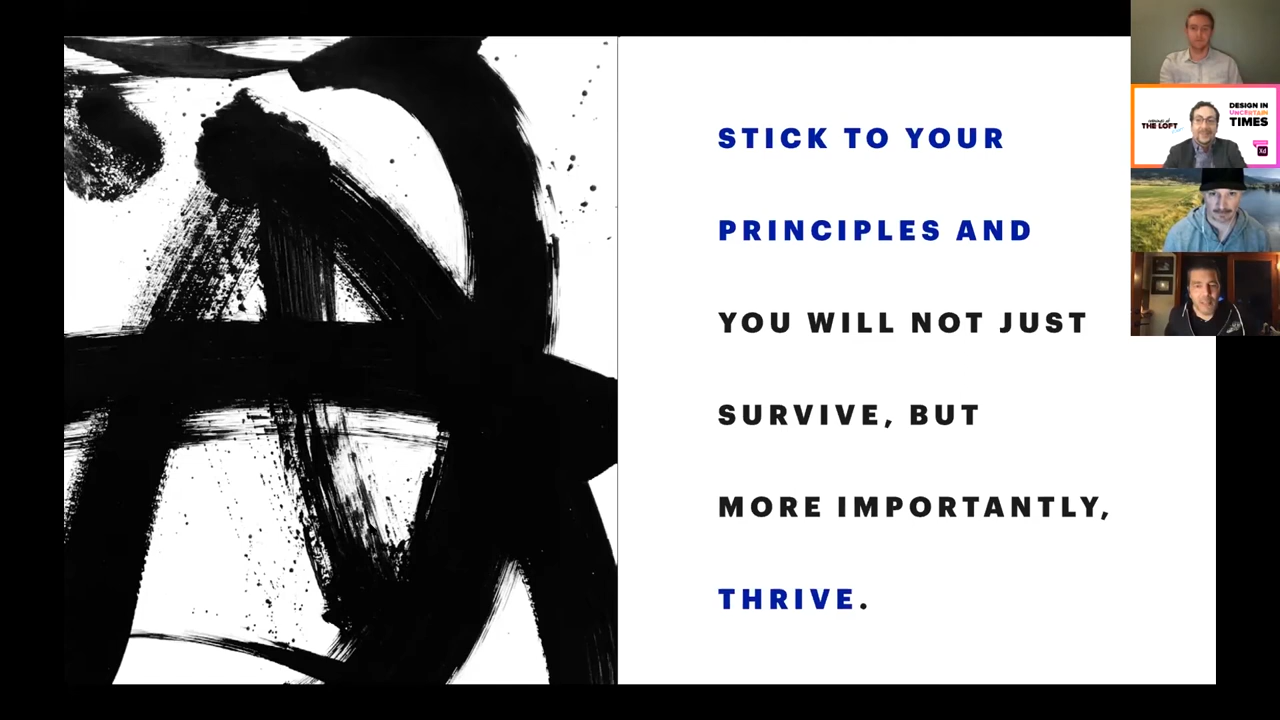 STICK TO YOUR
PRINCIPLES AND
YOU WILL NOT JUST
SURVIVE, BUT
MORE IMPORTANTLY,
THRIVE.
THE LOFT
DESIGN IN
UNCERTAIN
TIMES
Xd